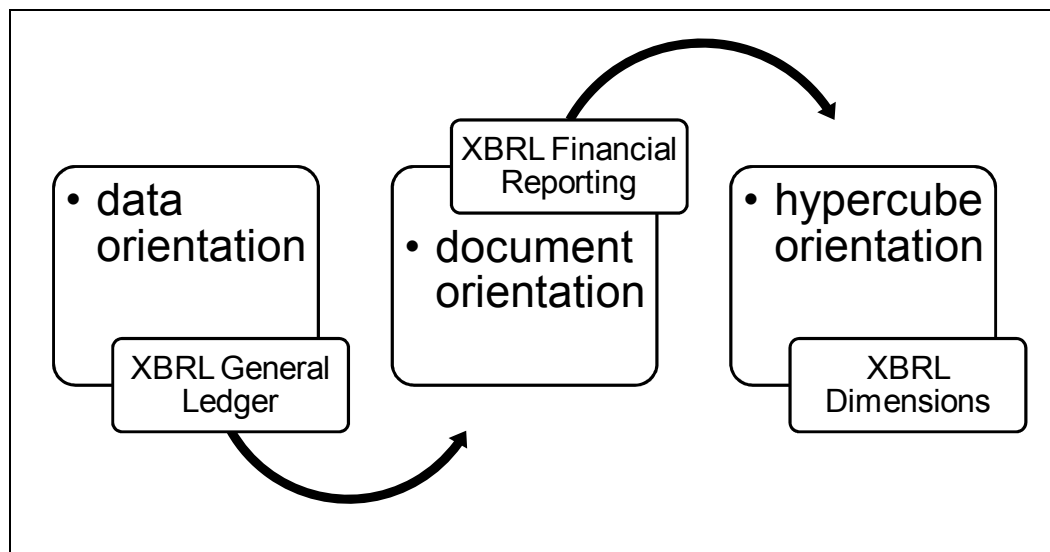 • data
orientation
XBRL General
Ledger
XBRL Financial
Reporting
• document
orientation
• hypercube
orientation
XBRL
Dimensions